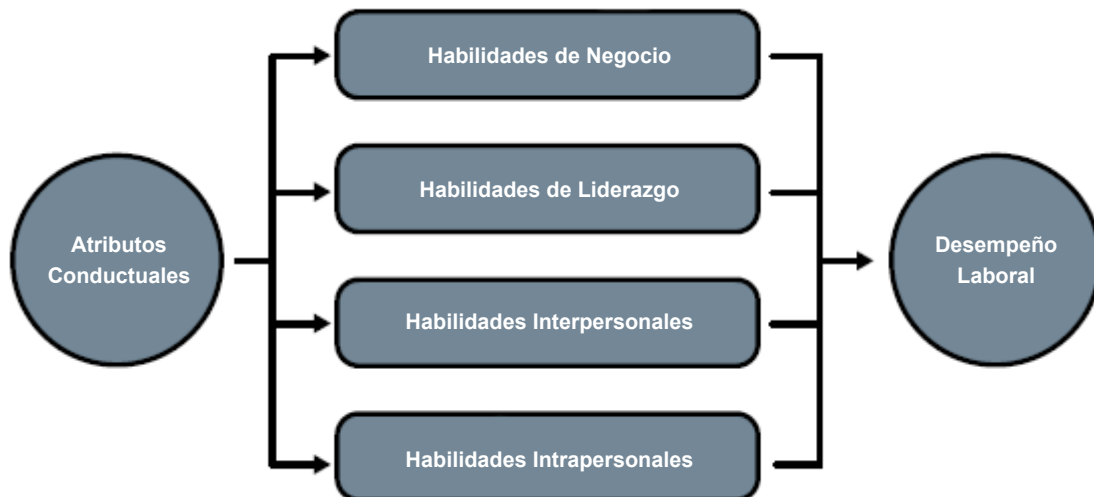 Habilidades de Negocio
Habilidades de Liderazgo
Atributos
Conductuales
Desempeño
Laboral
Habilidades Interpersonales
Habilidades Intrapersonales